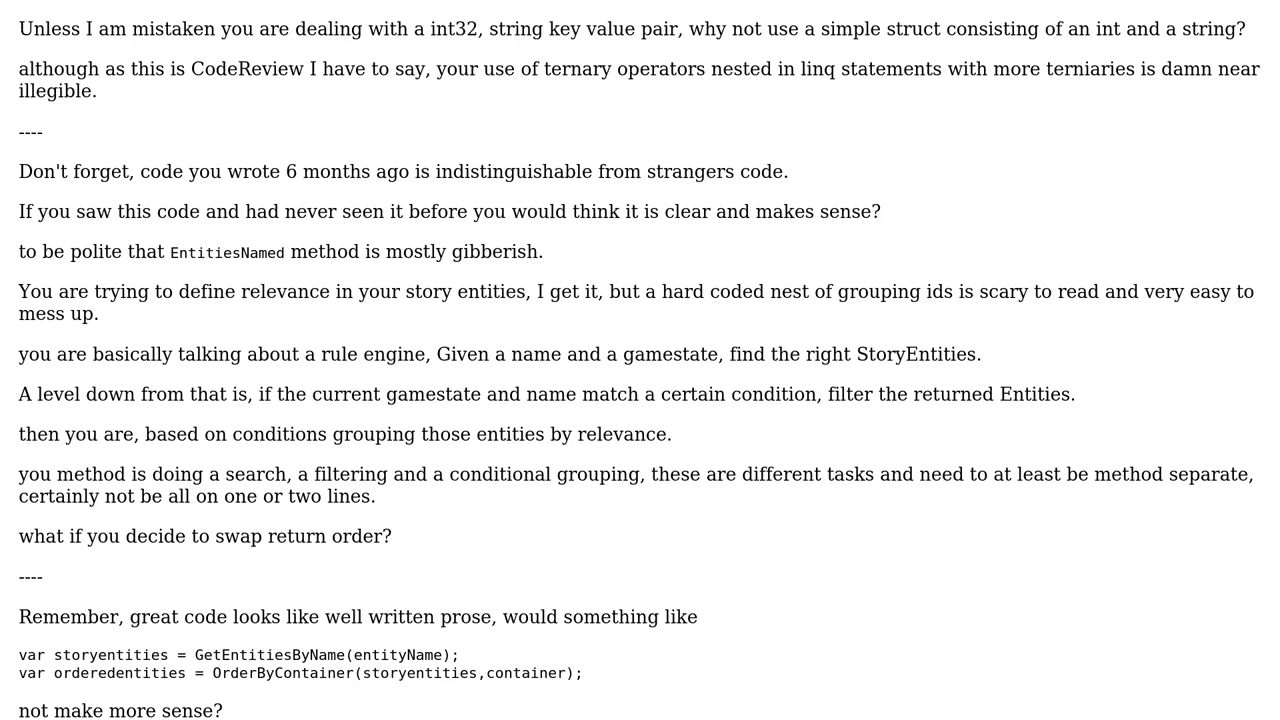 Unless I am mistaken you are dealing with a int32, string key value pair, why not use a simple struct consisting of an int and a string?
although as this is CodeReview I have to say, your use of ternary operators nested in linq statements with more terniaries is damn near
illegible.
----
Don't forget, code you wrote 6 months ago is indistinguishable from strangers code.
If you saw this code and had never seen it before you would think it is clear and makes sense?
to be polite that EntitiesNamed method is mostly gibberish.
You are trying to define relevance in your story entities, I get it, but a hard coded nest of grouping ids is scary to read and very easy to
mess up.
you are basically talking about a rule engine, Given a name and a gamestate, find the right StoryEntities.
A level down from that is, if the current gamestate and name match a certain condition, filter the returned Entities.
then you are, based on conditions grouping those entities by relevance.
you method is doing a search, a filtering and a conditional grouping, these are different tasks and need to at least be method separate,
certainly not be all on one or two lines.
what if you decide to swap return order?
----
Remember, great code looks like well written prose, would something like
var storyentities = GetEntitiesByName(entityName);
var orderedentities = OrderByContainer(storyentities,container);
not make more sense?